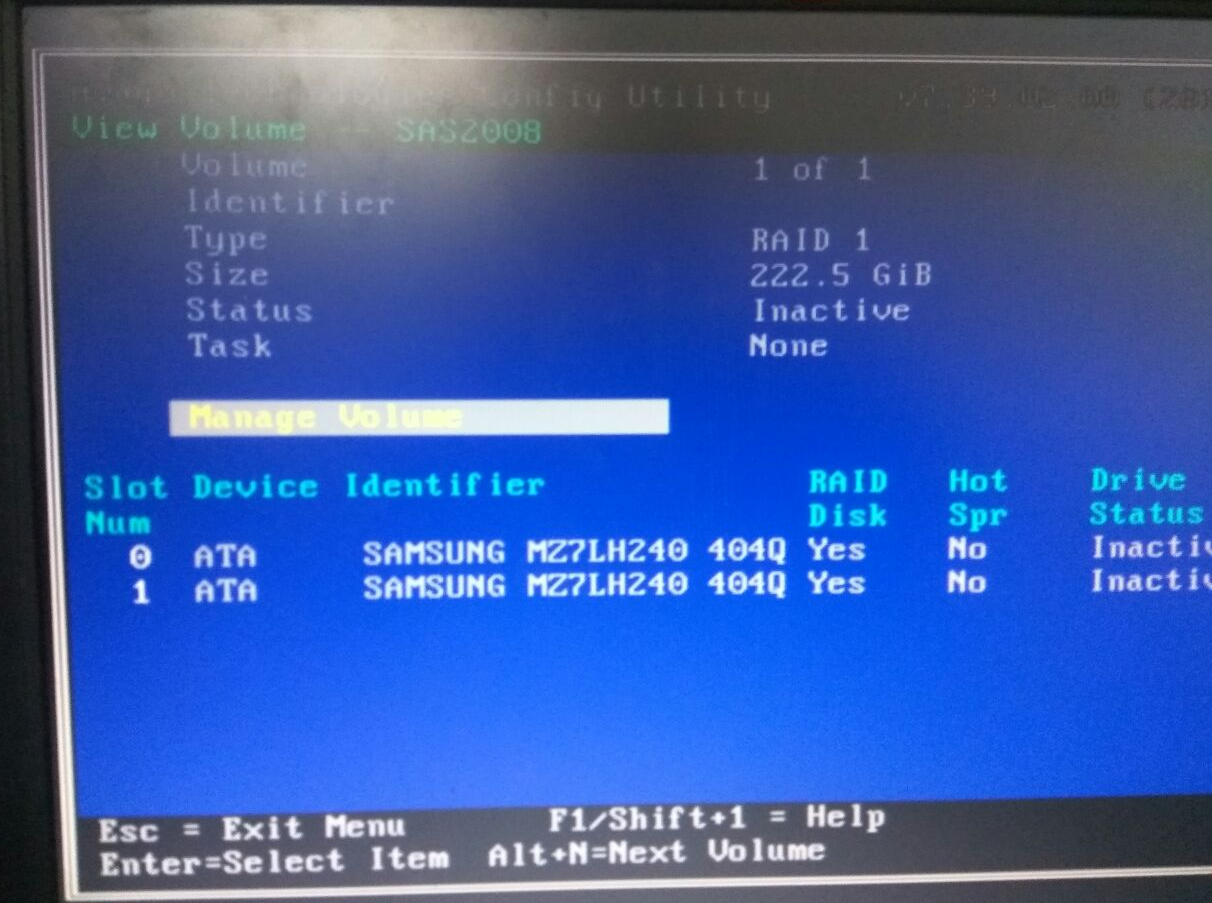 Config Utility
View Volume -- SAS2008
Volume 1 of 1
Identifier
Type RAID 1
Size 222.5 GiB
Status Inactive
Task None
Manage Volume
Slot Device Identifier RAID Hot Drive
Num Disk Spr Status
0 ATA SAMSUNG MZ7LH240 404Q Yes No Inactiv
1 ATA SAMSUNG MZ7LH240 404Q Yes No Inactiv
Esc = Exit Menu F1/Shift+1 = Help
Enter=Select Item Alt+N=Next Volume